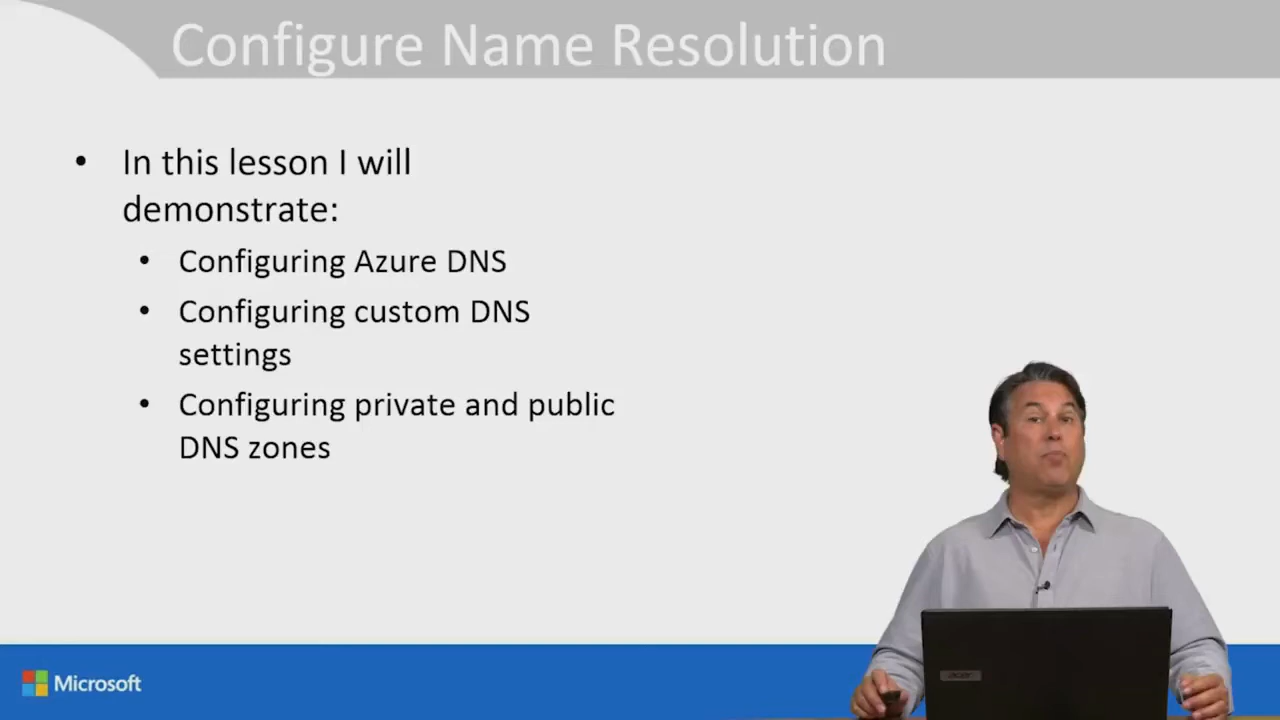 Configure Name Resolution
• In this lesson I will
demonstrate:
• Configuring Azure DNS
• Configuring custom DNS
settings
• Configuring private and public
DNS zones
Microsoft
acer